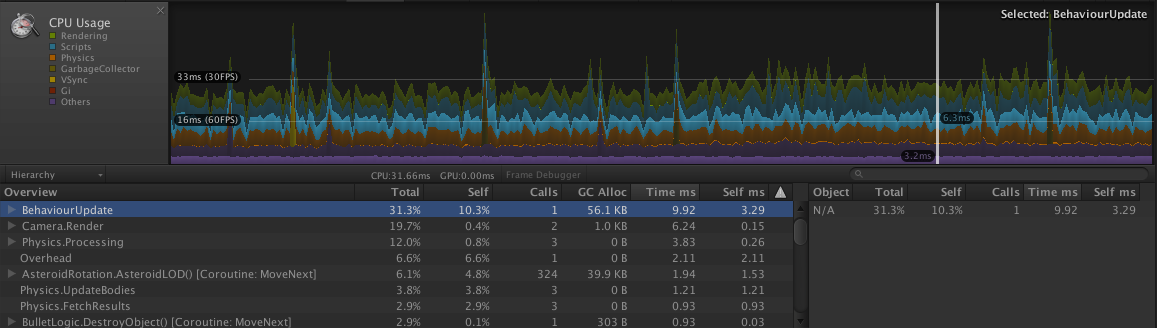 CPU Usage
Rendering
Scripts
Physics
GarbageCollector
VSync
Gi
Others
Selected: BehaviourUpdate
33ms (30FPS)
16ms (60FPS)
6.3ms
3.2ms
Hierarchy CPU:31.66ms GPU:0.00ms Frame Debugger
Overview Total Self Calls GC Alloc Time ms Self ms
BehaviourUpdate 31.3% 10.3% 1 56.1 KB 9.92 3.29
Camera.Render 19.7% 0.4% 2 1.0 KB 6.24 0.15
Physics.Processing 12.0% 0.8% 3 0 B 3.83 0.26
Overhead 6.6% 6.6% 1 0 B 2.11 2.11
AsteroidRotation.AsteroidLOD() [Coroutine: MoveNext] 6.1% 4.8% 324 39.9 KB 1.94 1.53
Physics.UpdateBodies 3.8% 3.8% 3 0 B 1.21 1.21
Physics.FetchResults 2.9% 2.9% 3 0 B 0.93 0.93
BulletLogic.DestroyObject() [Coroutine: MoveNext] 2.9% 0.1% 1 303 B 0.93 0.03
Object Total Self Calls Time ms Self ms
N/A 31.3% 10.3% 1 9.92 3.29